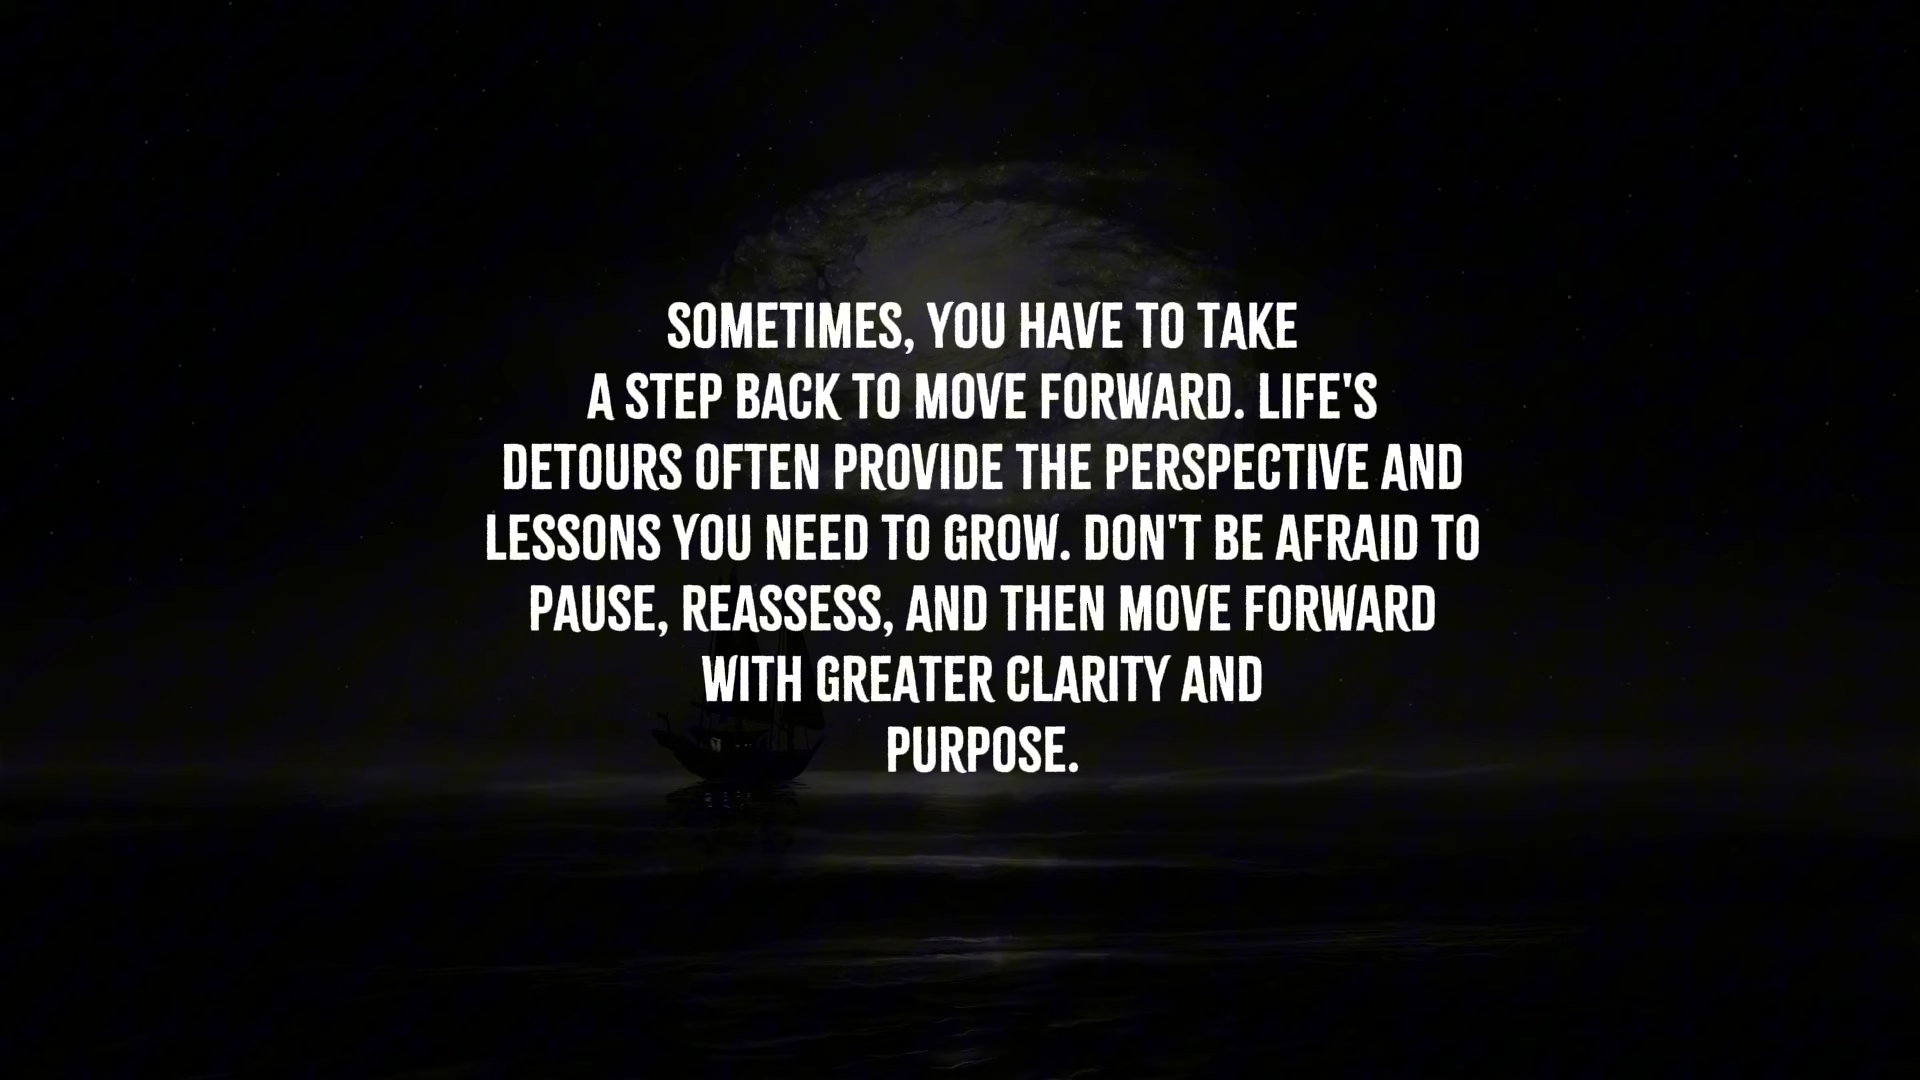 SOMETIMES, YOU HAVE TO TAKE
A STEP BACK TO MOVE FORWARD. LIFE'S
DETOURS OFTEN PROVIDE THE PERSPECTIVE AND
LESSONS YOU NEED TO GROW. DON'T BE AFRAID TO
PAUSE, REASSESS, AND THEN MOVE FORWARD
WITH GREATER CLARITY AND
PURPOSE.